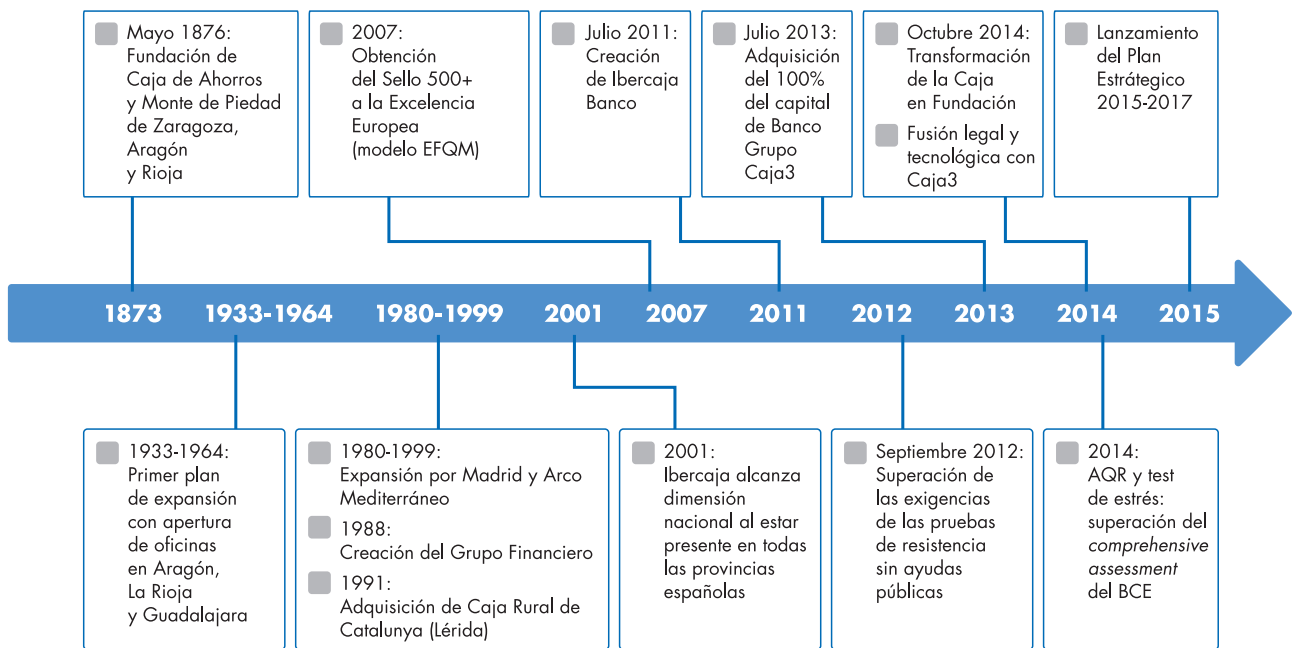 Mayo 1876:
Fundación de
Caja de Ahorros
y Monte de Piedad
de Zaragoza,
Aragón
y Rioja
2007:
Obtención
del Sello 500+
a la Excelencia
Europea
(modelo EFQM)
Julio 2011:
Creación
de Ibercaja
Banco
Julio 2013:
Adquisición
del 100%
del capital
de Banco
Grupo
Caja3
Octubre 2014:
Transformación
de la Caja
en Fundación
Fusión legal y
tecnológica con
Caja3
Lanzamiento
del Plan
Estrátegico
2015-2017
1873 1933-1964 1980-1999 2001 2007 2011 2012 2013 2014 2015
1933-1964:
Primer plan
de expansión
con apertura
de oficinas
en Aragón,
La Rioja
y Guadalajara
1980-1999:
Expansión por Madrid y Arco
Mediterráneo
1988:
Creación del Grupo Financiero
1991:
Adquisición de Caja Rural de
Catalunya (Lérida)
2001:
Ibercaja alcanza
dimensión
nacional al estar
presente en todas
las provincias
españolas
Septiembre 2012:
Superación de
las exigencias
de las pruebas
de resistencia
sin ayudas
públicas
2014:
AQR y test
de estrés:
superación del
comprehensive
assessment
del BCE